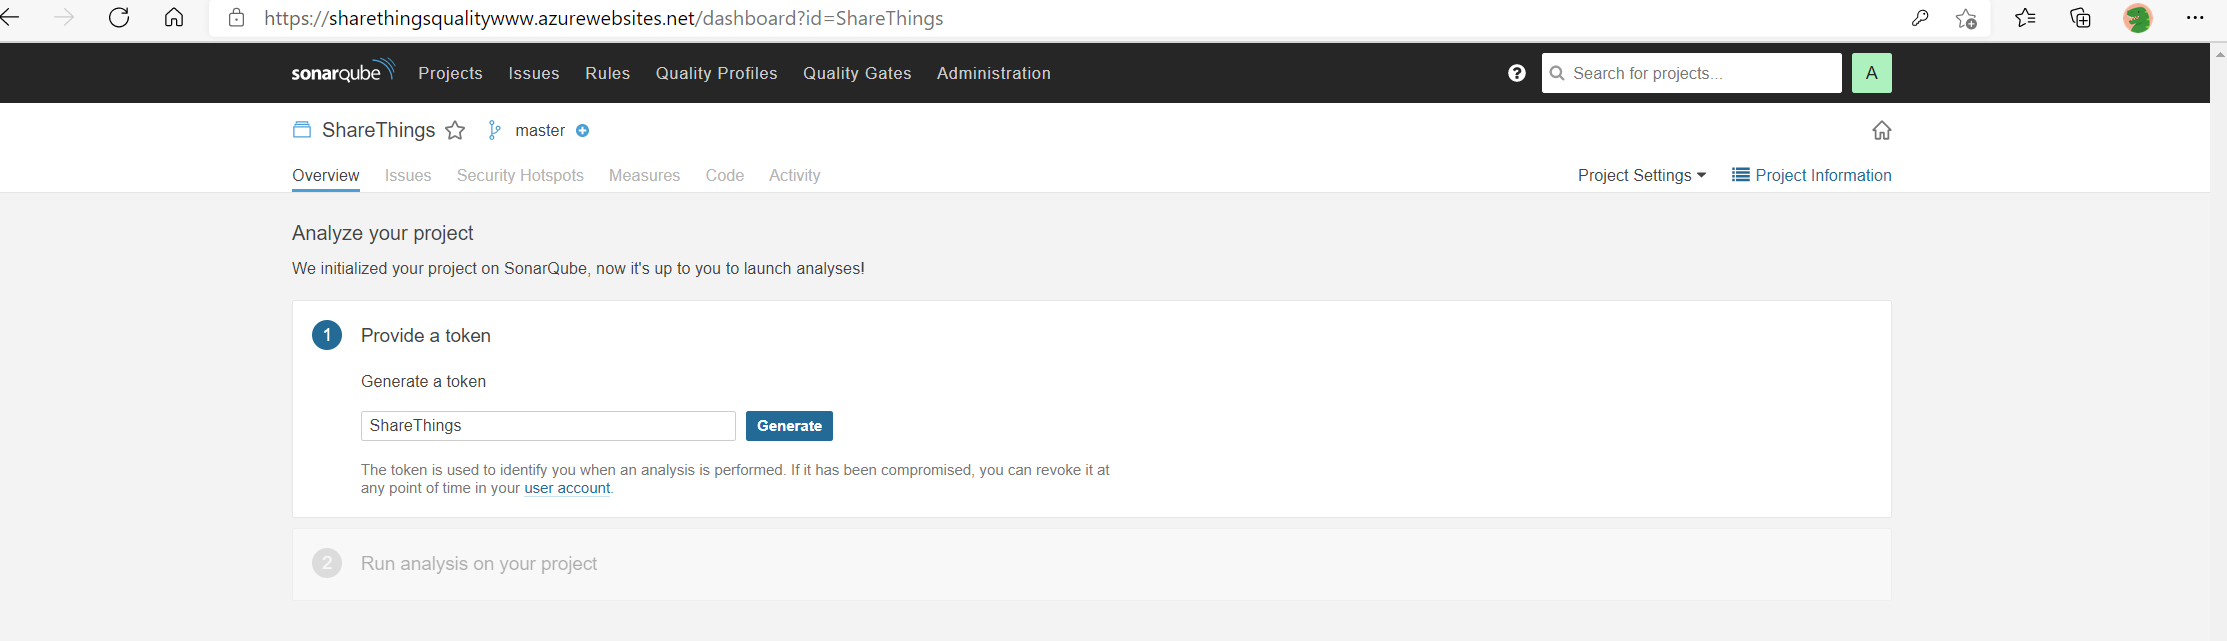 https://sharethingsqualitywww.azurewebsites.net/dashboard?id=ShareThings
sonarqube Projects Issues Rules Quality Profiles Quality Gates Administration ? Search for projects... A
ShareThings master
Overview Issues Security Hotspots Measures Code Activity Project Settings Project Information
Analyze your project
We initialized your project on SonarQube, now it's up to you to launch analyses!
1 Provide a token
Generate a token
ShareThings Generate
The token is used to identify you when an analysis is performed. If it has been compromised, you can revoke it at
any point of time in your user account.
2 Run analysis on your project